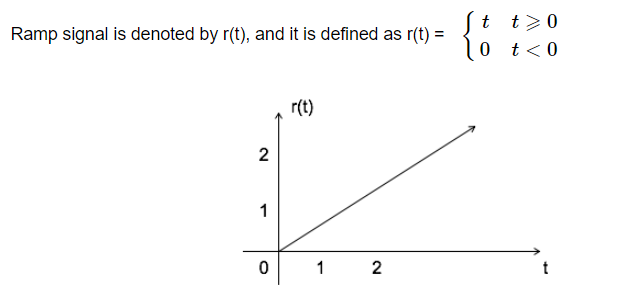 Ramp signal is denoted by r(t), and it is defined as r(t) = { t t ⩾ 0
0 t < 0
r(t)
2
1
0 1 2 t